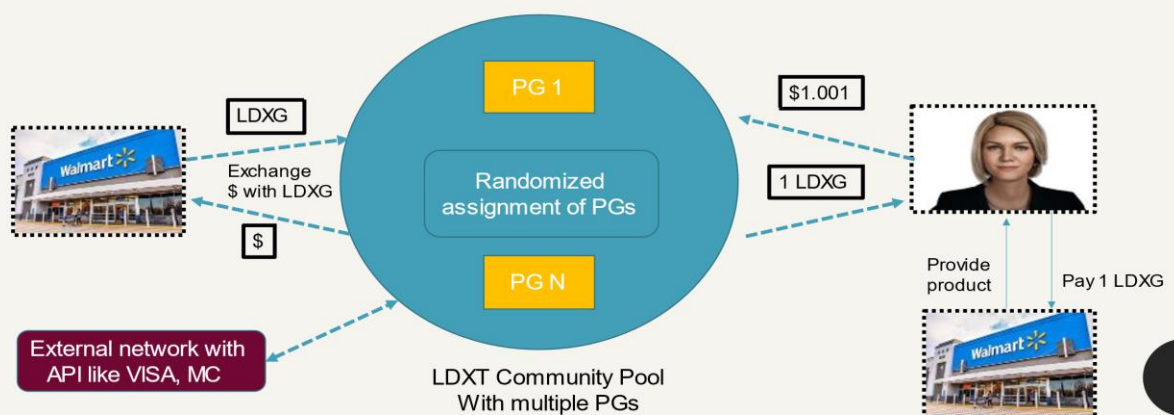 PG 1
$1.001
LDXG
Walmart
Exchange
$ with LDXG
Randomized
assignment of PGs
1 LDXG
$
PG N
Provide
product
Pay 1 LDXG
External network with
API like VISA, MC
Walmart
LDXT Community Pool
With multiple PGs